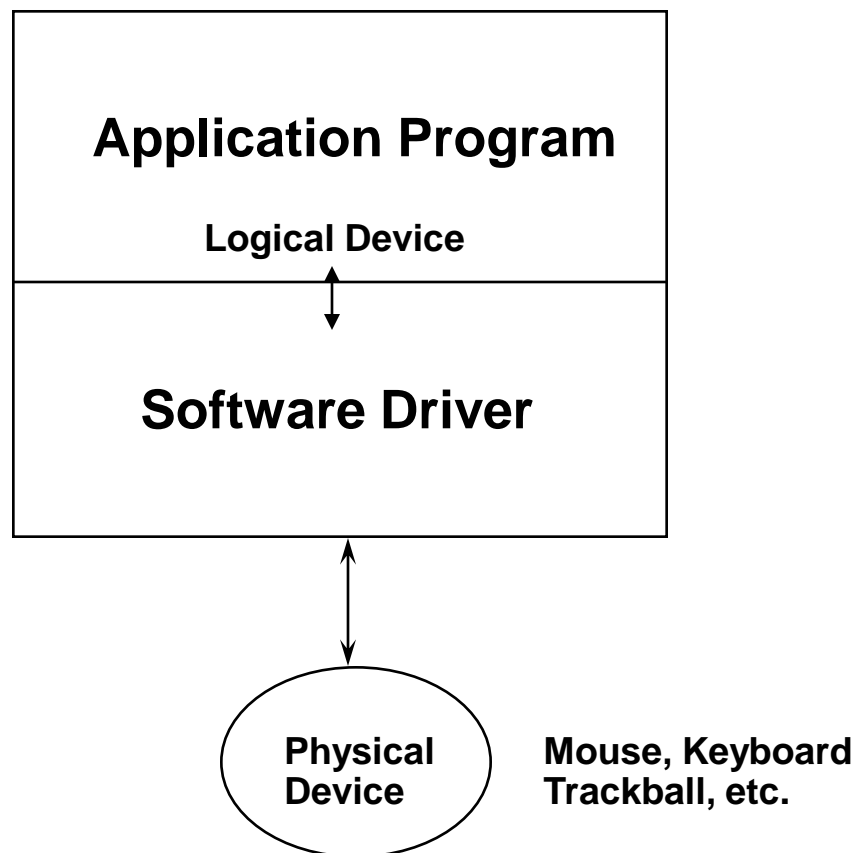 Application Program
Logical Device
Software Driver
Physical
Device
Mouse, Keyboard
Trackball, etc.